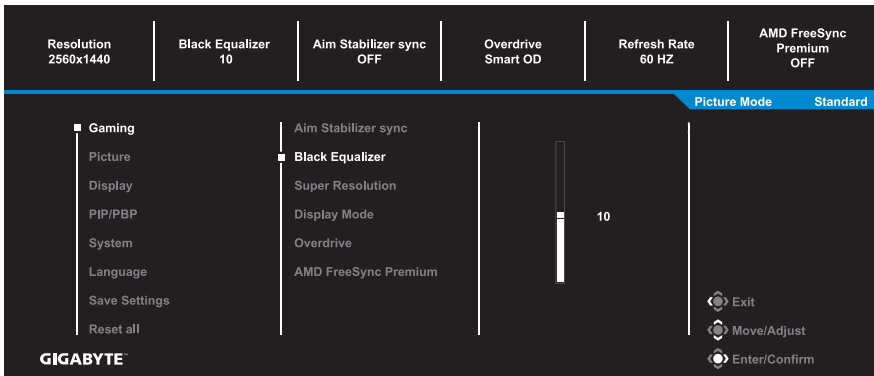 Resolution
2560x1440
Black Equalizer
10
Aim Stabilizer sync
OFF
Overdrive
Smart OD
Refresh Rate
60 HZ
AMD FreeSync
Premium
OFF
Picture Mode Standard
Gaming
Picture
Display
PIP/PBP
System
Language
Save Settings
Reset all
Aim Stabilizer sync
Black Equalizer
Super Resolution
Display Mode
Overdrive
AMD FreeSync Premium
10
Exit
Move/Adjust
Enter/Confirm
GIGABYTE™